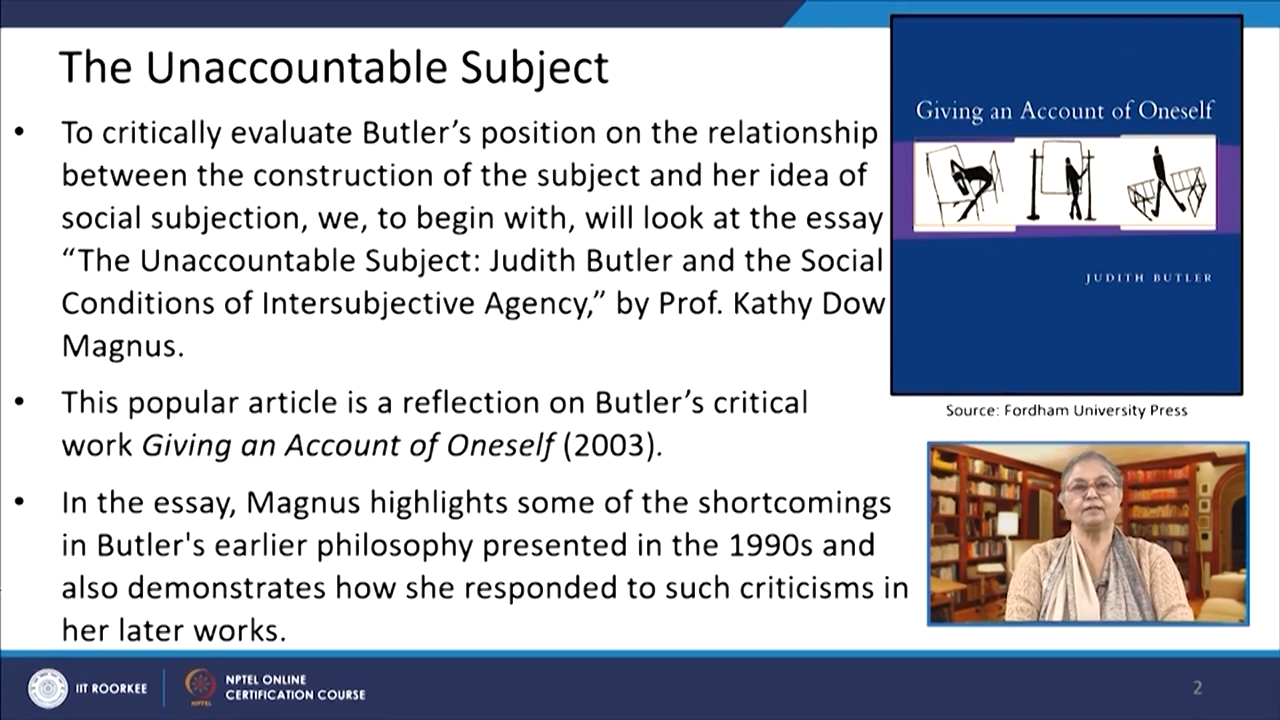 The Unaccountable Subject
• To critically evaluate Butler’s position on the relationship
between the construction of the subject and her idea of
social subjection, we, to begin with, will look at the essay
“The Unaccountable Subject: Judith Butler and the Social
Conditions of Intersubjective Agency,” by Prof. Kathy Dow
Magnus.
• This popular article is a reflection on Butler’s critical
work Giving an Account of Oneself (2003).
• In the essay, Magnus highlights some of the shortcomings
in Butler's earlier philosophy presented in the 1990s and
also demonstrates how she responded to such criticisms in
her later works.
Giving an Account of Oneself
JUDITH BUTLER
Source: Fordham University Press
IIT ROORKEE
NPTEL
NPTEL ONLINE
CERTIFICATION COURSE
2